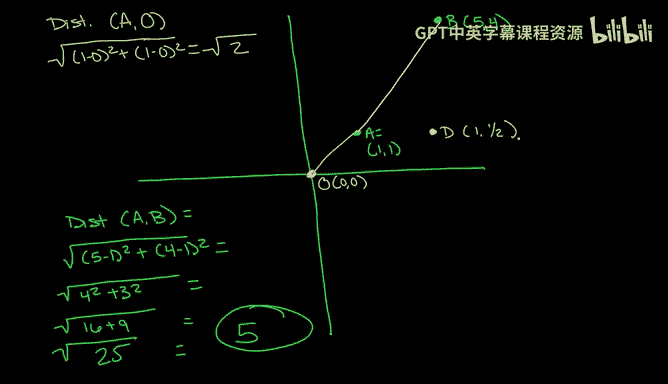 Dist. (A,O)
√(1-0)²+(1-0)² = √2
B (5,4)
GPT中英字幕课程资源 bilibili
A=
(1,1)
D (1,½).
O(0,0)
Dist (A,B) =
√(5-1)²+(4-1)² =
√4²+3² =
√16+9 =
√25 =
5